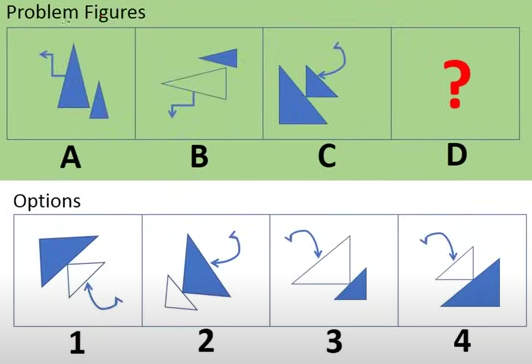 Problem Figures
?
A B C D
Options
1 2 3 4